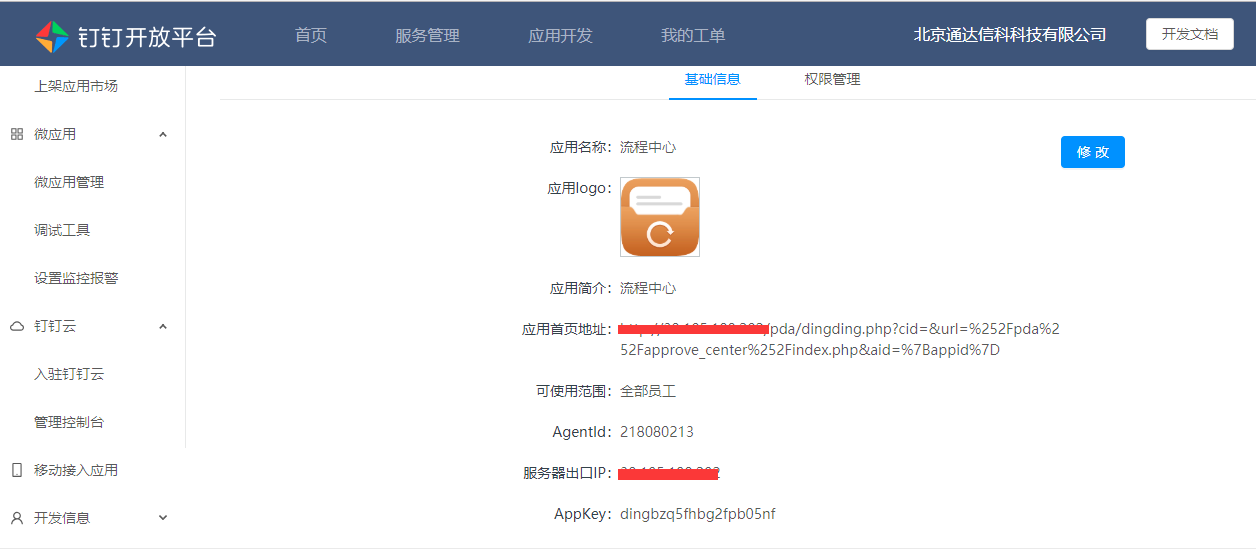 钉钉开放平台
首页
服务管理
应用开发
我的工单
北京通达信科科技有限公司
开发文档
上架应用市场
微应用
微应用管理
调试工具
设置监控报警
钉钉云
入驻钉钉云
管理控制台
移动接入应用
开发信息
基础信息
权限管理
应用名称： 流程中心
修 改
应用logo：
应用简介： 流程中心
应用首页地址： /pda/dingding.php?cid=&url=%252Fpda%2
52Fapprove_center%252Findex.php&aid=%7Bappid%7D
可使用范围： 全部员工
AgentId： 218080213
服务器出口IP：
AppKey： dingbzq5fhbg2fpb05nf